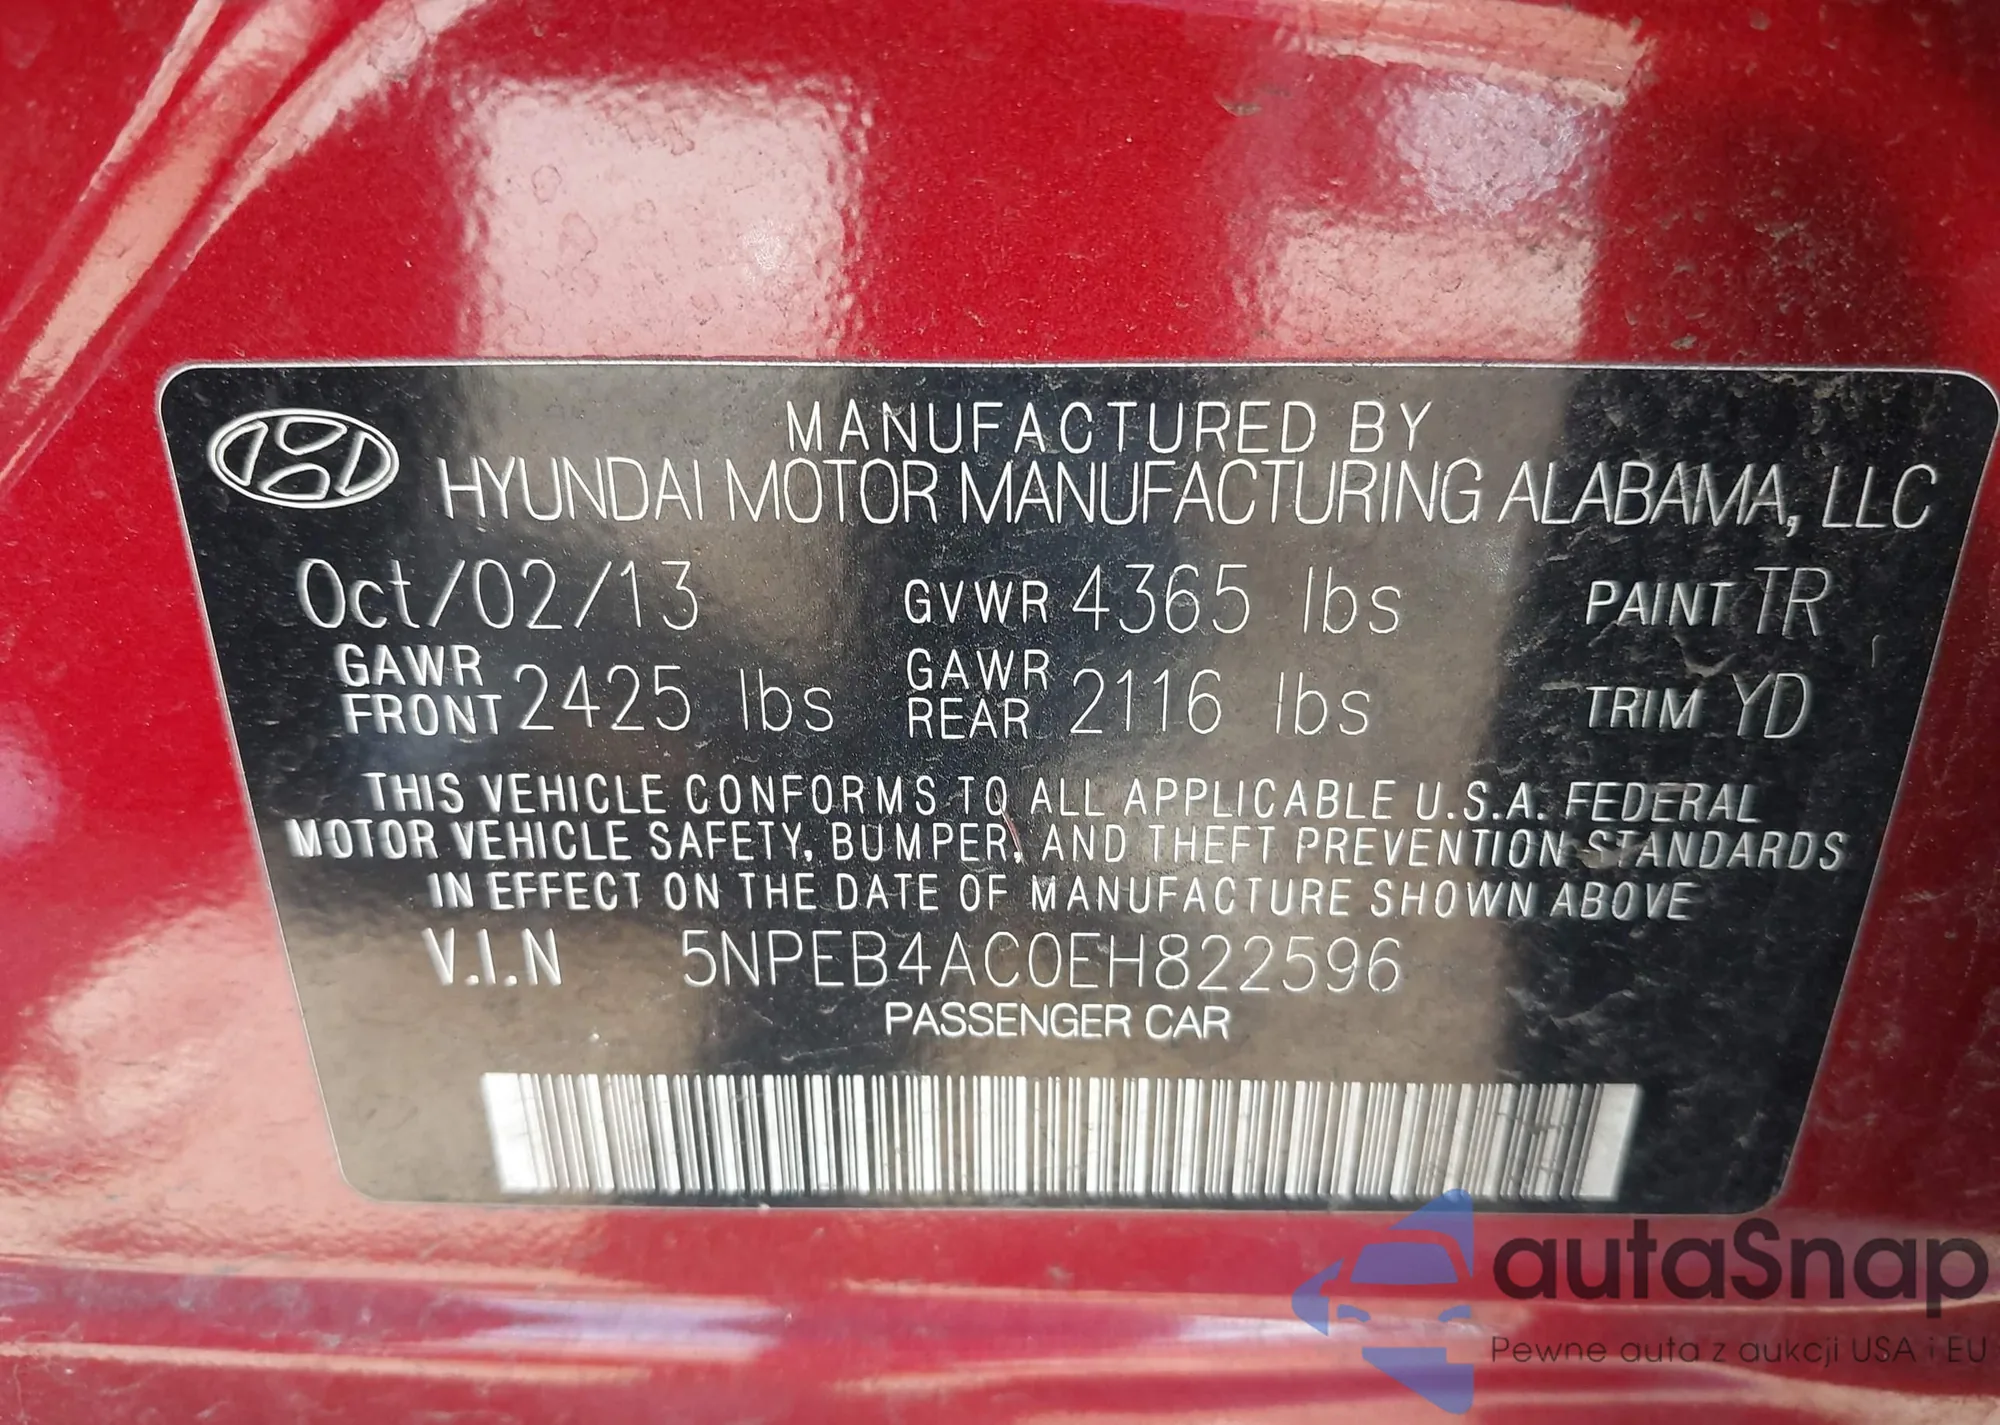 MANUFACTURED BY
HYUNDAI MOTOR MANUFACTURING ALABAMA, LLC
Oct/02/13 GVWR 4365 lbs PAINT TR
GAWR FRONT 2425 lbs GAWR REAR 2116 lbs TRIM YD
THIS VEHICLE CONFORMS TO ALL APPLICABLE U.S.A. FEDERAL
MOTOR VEHICLE SAFETY, BUMPER, AND THEFT PREVENTION STANDARDS
IN EFFECT ON THE DATE OF MANUFACTURE SHOWN ABOVE
V.I.N 5NPEB4AC0EH822596
PASSENGER CAR
autaSnap
Pewne auta z aukcji USA i EU